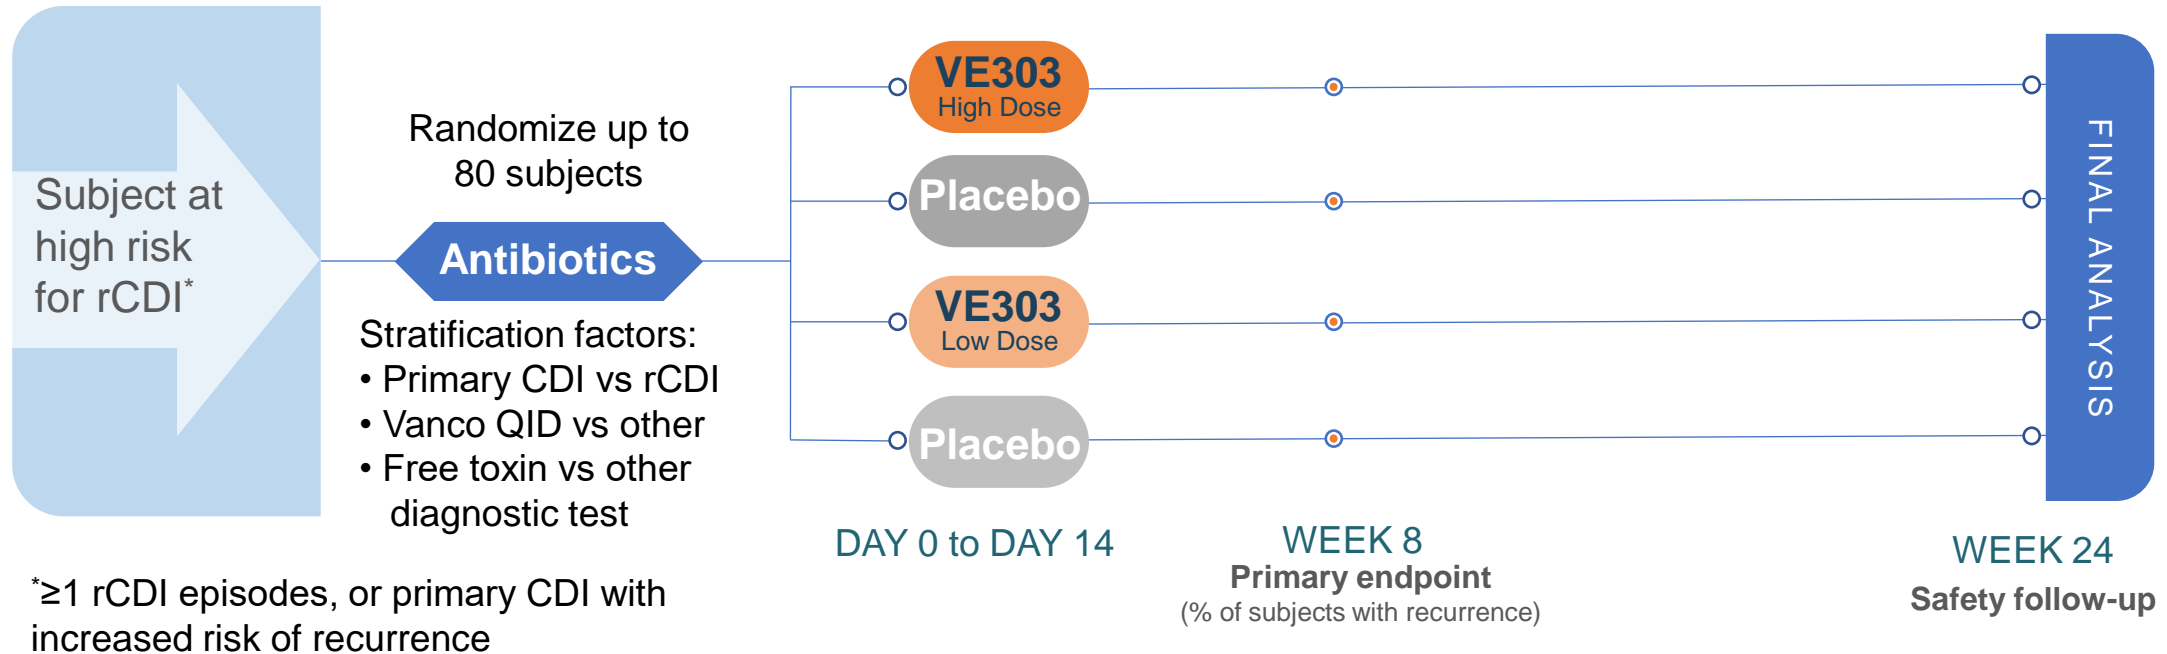 Subject at
high risk
for rCDI*
Randomize up to
80 subjects
Antibiotics
Stratification factors:
• Primary CDI vs rCDI
• Vanco QID vs other
• Free toxin vs other
diagnostic test
*≥1 rCDI episodes, or primary CDI with
increased risk of recurrence
VE303
High Dose
Placebo
VE303
Low Dose
Placebo
DAY 0 to DAY 14
WEEK 8
Primary endpoint
(% of subjects with recurrence)
WEEK 24
Safety follow-up
FINAL ANALYSIS